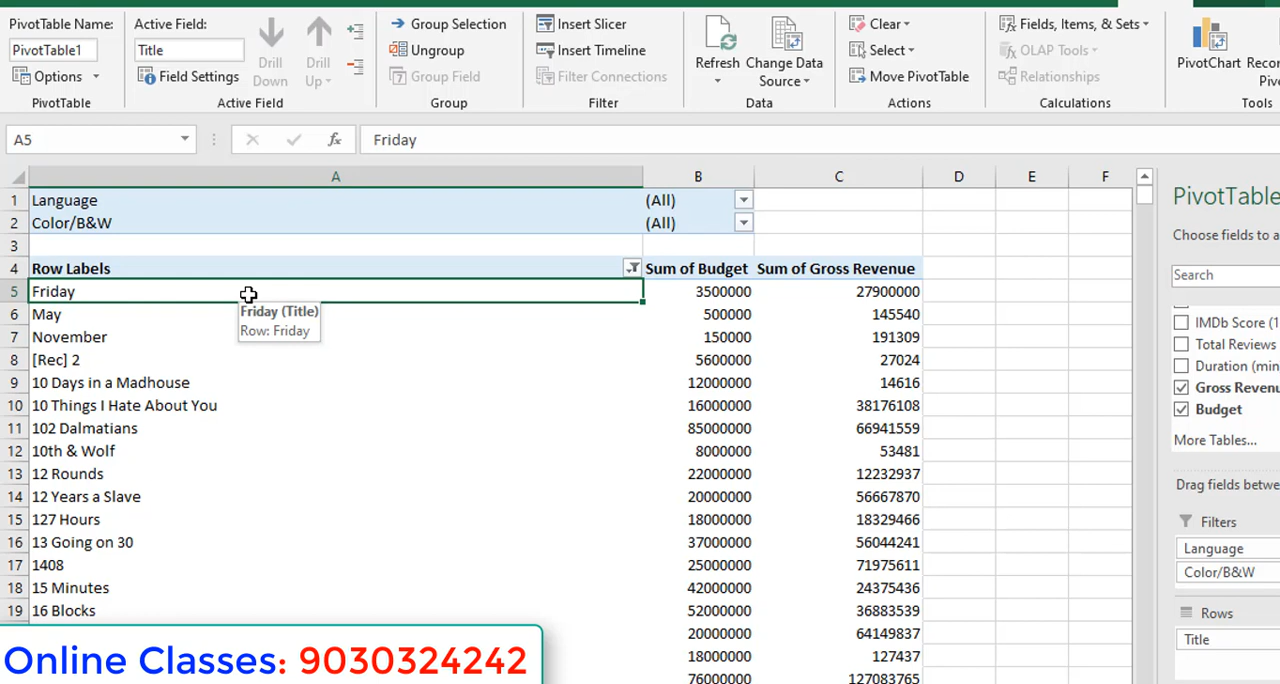 PivotTable Name:
PivotTable1
Options
PivotTable
Active Field:
Title
Field Settings
Drill Down
Drill Up
Active Field
Group Selection
Ungroup
Group Field
Group
Insert Slicer
Insert Timeline
Filter Connections
Filter
Refresh
Change Data Source
Data
Clear
Select
Move PivotTable
Actions
Fields, Items, & Sets
OLAP Tools
Relationships
Calculations
PivotChart
Tools
A5 fx Friday
A B C D E F
1 Language (All)
2 Color/B&W (All)
3
4 Row Labels Sum of Budget Sum of Gross Revenue
5 Friday 3500000 27900000
6 May 500000 145540
7 November 150000 191309
8 [Rec] 2 5600000 27024
9 10 Days in a Madhouse 12000000 14616
10 10 Things I Hate About You 16000000 38176108
11 102 Dalmatians 85000000 66941559
12 10th & Wolf 8000000 53481
13 12 Rounds 22000000 12232937
14 12 Years a Slave 20000000 56667870
15 127 Hours 18000000 18329466
16 13 Going on 30 37000000 56044241
17 1408 25000000 71975611
18 15 Minutes 42000000 24375436
19 16 Blocks 52000000 36883539
20000000 64149837
18000000 127437
76000000 127083765
Friday (Title)
Row: Friday
PivotTable
Choose fields to a
Search
IMDb Score (1
Total Reviews
Duration (min
Gross Revenu
Budget
More Tables...
Drag fields betwe
Filters
Language
Color/B&W
Rows
Title
Online Classes: 9030324242